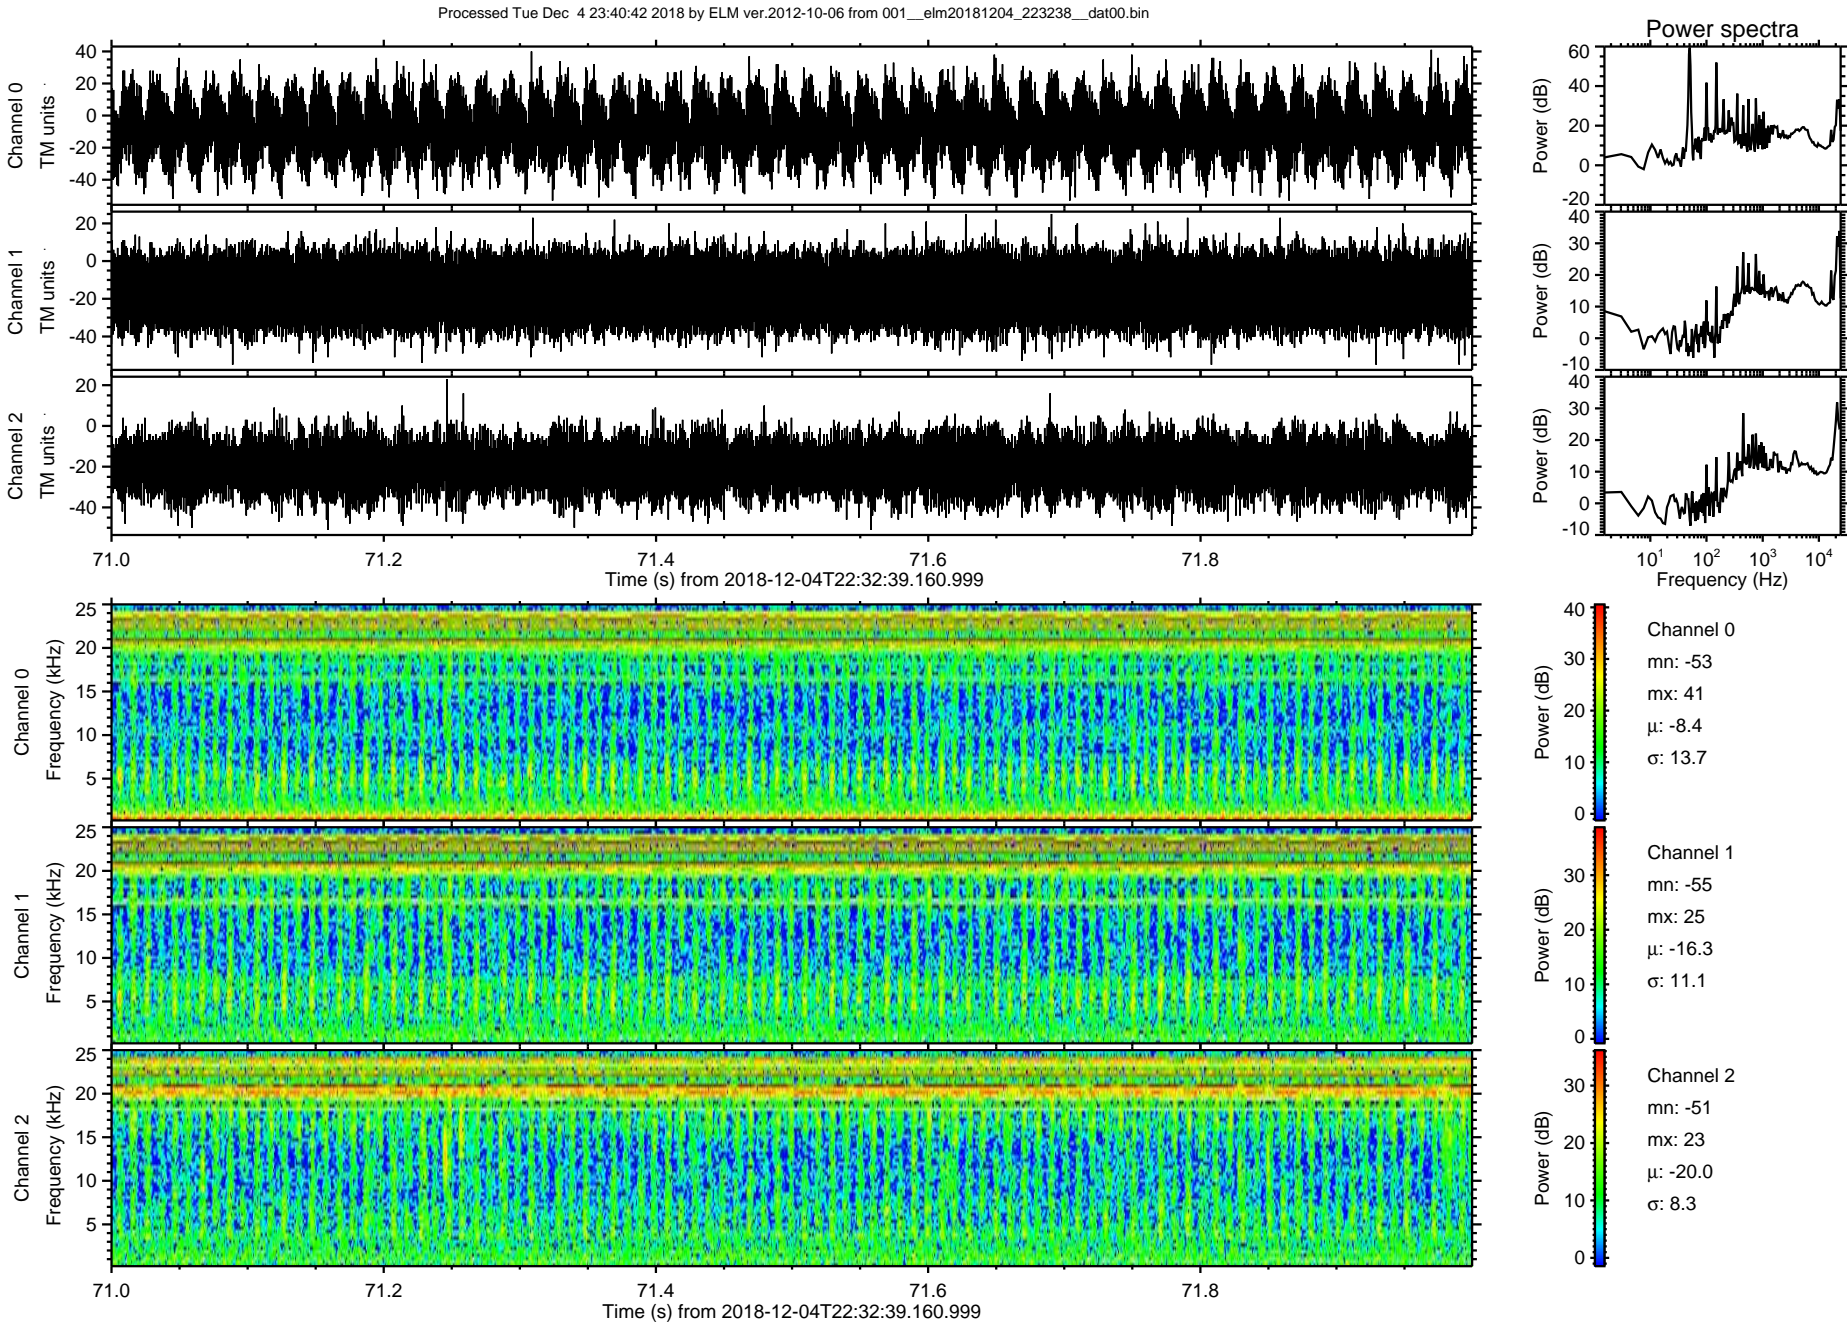 Processed Tue Dec  4 23:40:42 2018 by ELM ver.2012-10-06 from 001__elm20181204_223238__dat00.bin
Power spectra
Channel 0
TM units
40
20
0
-20
-40
Power (dB)
60
40
20
0
-20
Channel 1
TM units
20
0
-20
-40
Power (dB)
40
30
20
10
0
-10
Channel 2
TM units
20
0
-20
-40
Power (dB)
40
30
20
10
0
-10
71.0 71.2 71.4 71.6 71.8
Time (s) from 2018-12-04T22:32:39.160.999
10¹ 10² 10³ 10⁴
Frequency (Hz)
Channel 0
Frequency (kHz)
25
20
15
10
5
Power (dB)
40
30
20
10
0
Channel 0
mn: -53
mx: 41
μ: -8.4
σ: 13.7
Channel 1
Frequency (kHz)
25
20
15
10
5
Power (dB)
30
20
10
0
Channel 1
mn: -55
mx: 25
μ: -16.3
σ: 11.1
Channel 2
Frequency (kHz)
25
20
15
10
5
Power (dB)
30
20
10
0
Channel 2
mn: -51
mx: 23
μ: -20.0
σ: 8.3
71.0 71.2 71.4 71.6 71.8
Time (s) from 2018-12-04T22:32:39.160.999